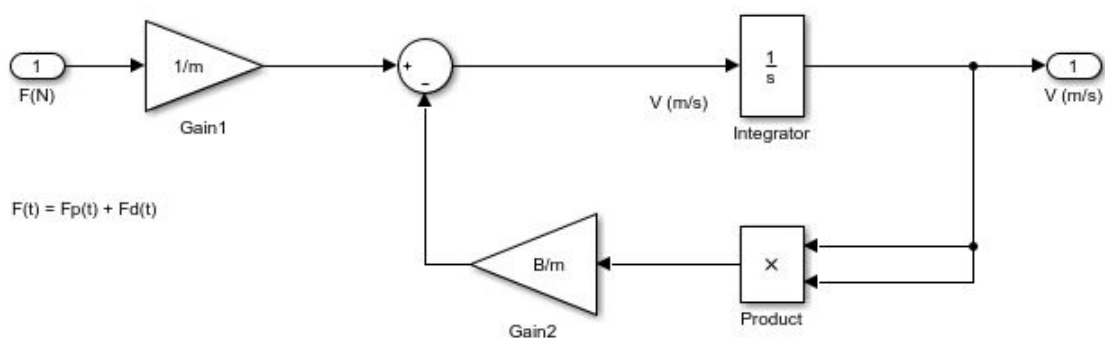 1
F(N)
1/m
Gain1
+
−
V (m/s)
1
s
Integrator
1
V (m/s)
F(t) = Fp(t) + Fd(t)
B/m
Gain2
×
Product